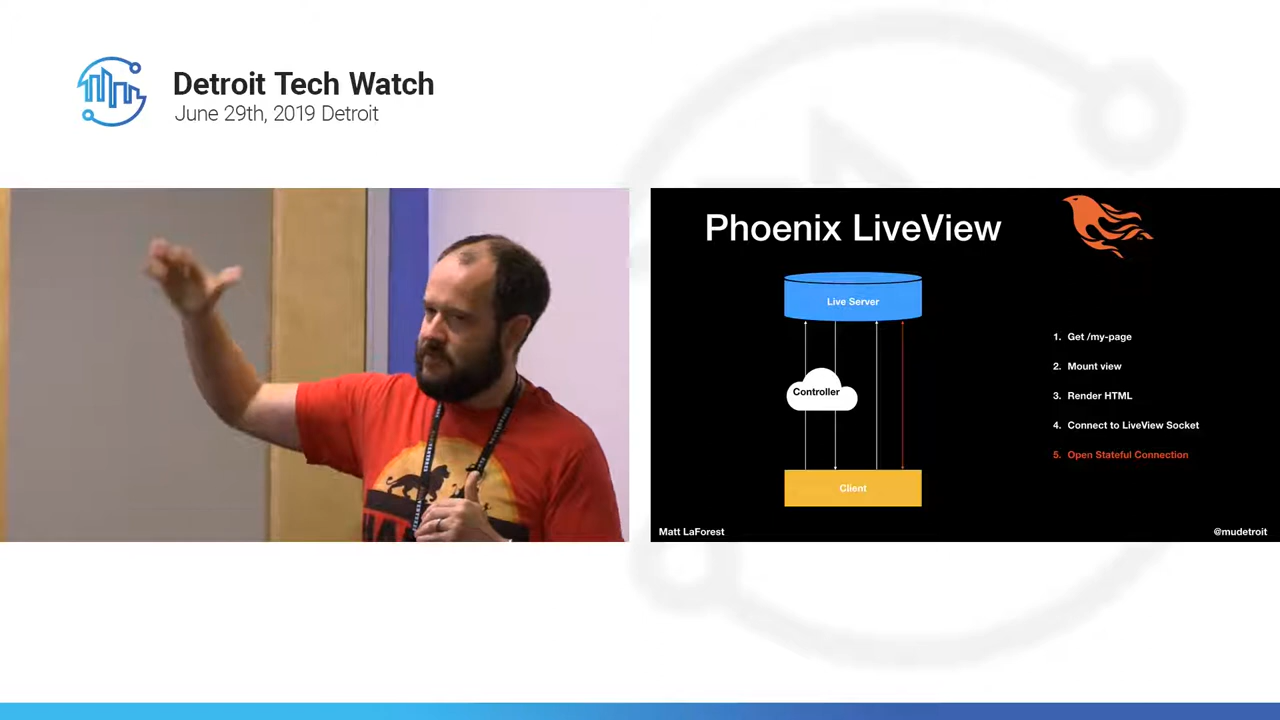 Detroit Tech Watch
June 29th, 2019 Detroit
Phoenix LiveView
Live Server
Controller
Client
1. Get /my-page
2. Mount view
3. Render HTML
4. Connect to LiveView Socket
5. Open Stateful Connection
Matt LaForest
@mudetroit